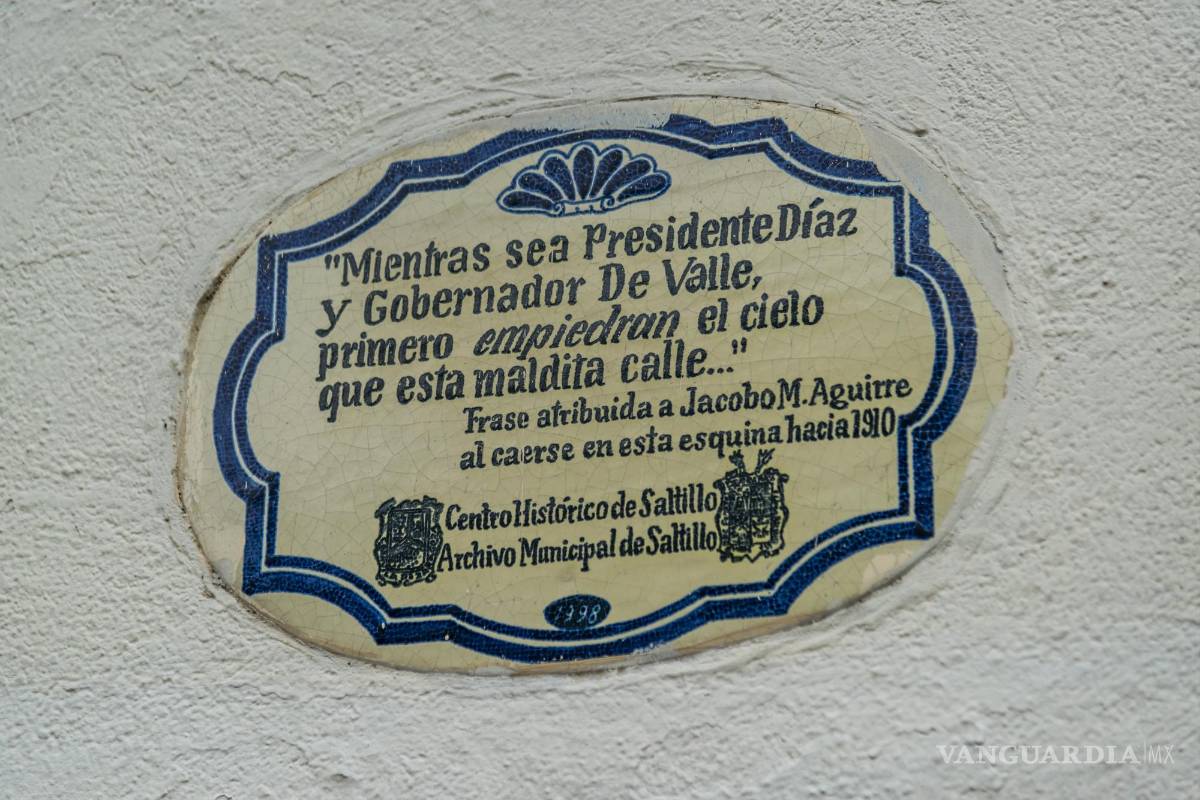 "Mientras sea Presidente Díaz
y Gobernador De Valle,
primero empiedran el cielo
que esta maldita calle..."
Frase atribuida a Jacobo M. Aguirre
al caerse en esta esquina hacia 1910
Centro Histórico de Saltillo
Archivo Municipal de Saltillo
1998
VANGUARDIA|MX